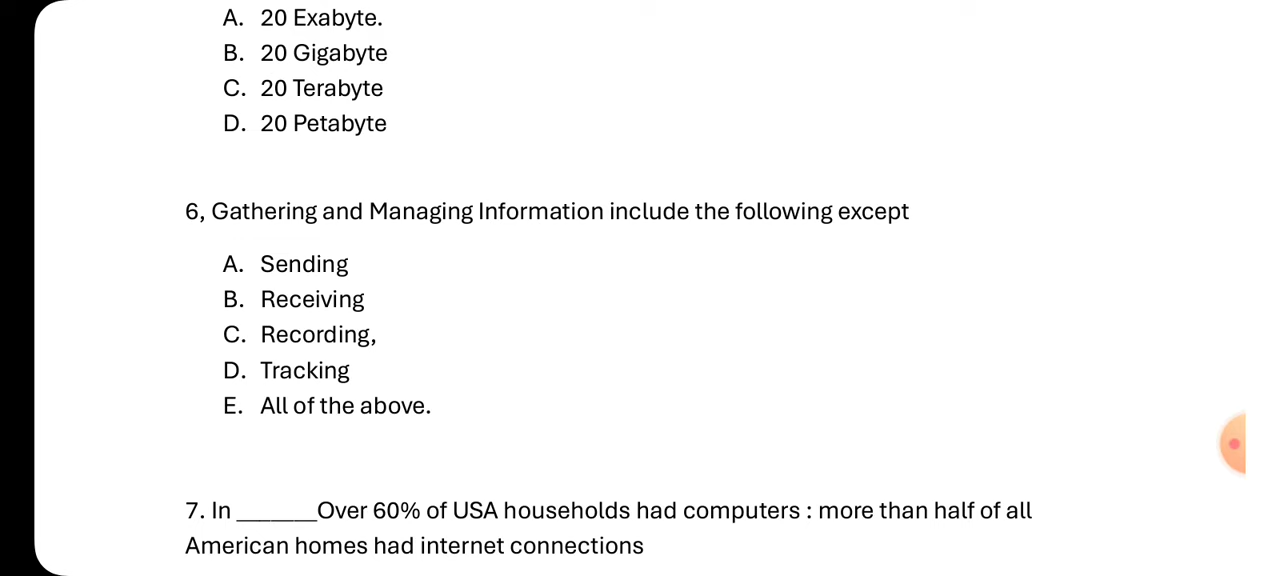 A. 20 Exabyte.
B. 20 Gigabyte
C. 20 Terabyte
D. 20 Petabyte
6, Gathering and Managing Information include the following except
A. Sending
B. Receiving
C. Recording,
D. Tracking
E. All of the above.
7. In _______Over 60% of USA households had computers : more than half of all
American homes had internet connections